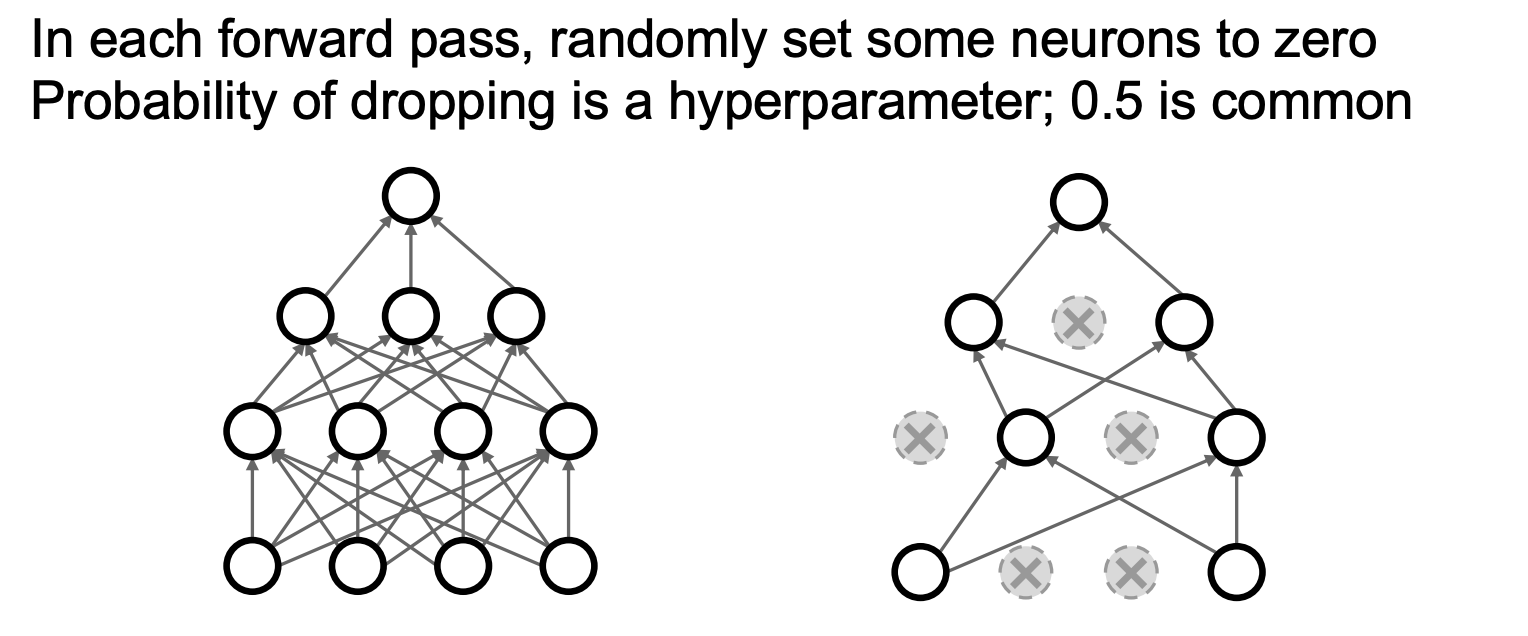 In each forward pass, randomly set some neurons to zero
Probability of dropping is a hyperparameter; 0.5 is common